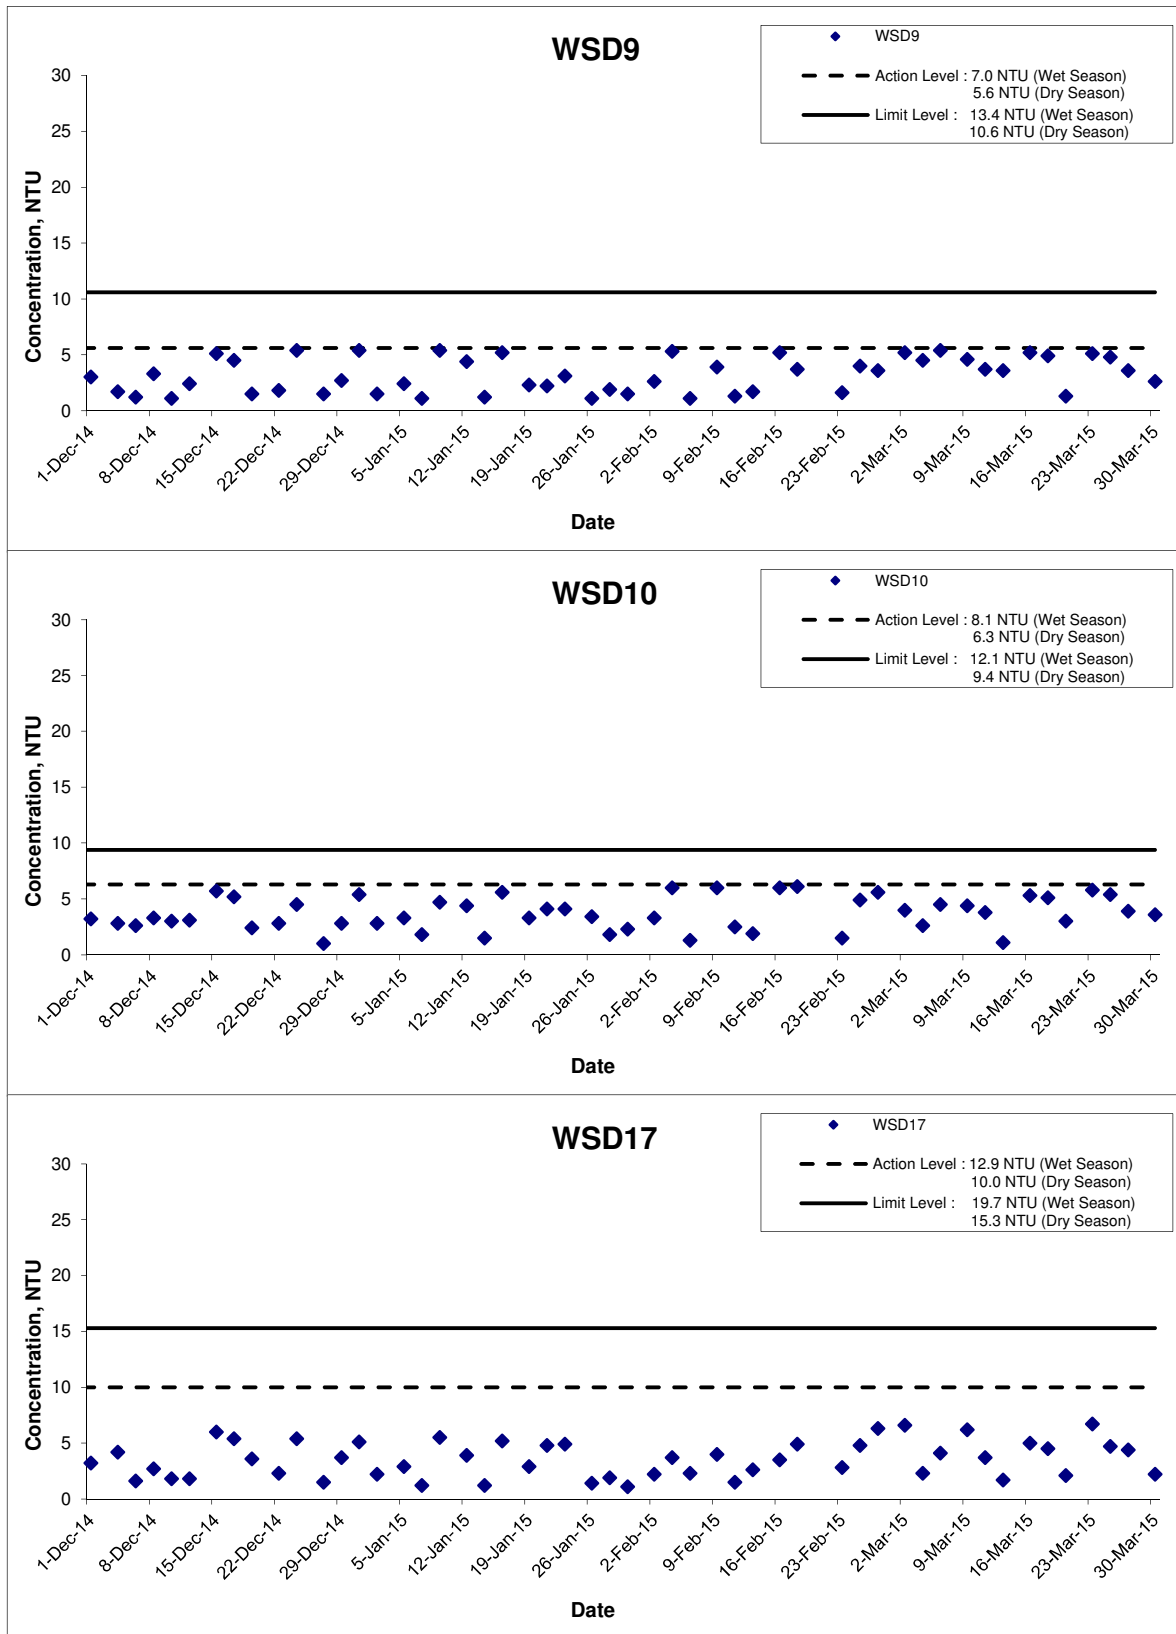 WSD9
WSD9
Action Level : 7.0 NTU (Wet Season)
5.6 NTU (Dry Season)
Limit Level : 13.4 NTU (Wet Season)
10.6 NTU (Dry Season)
Concentration, NTU
30
25
20
15
10
5
0
1-Dec-14
8-Dec-14
15-Dec-14
22-Dec-14
29-Dec-14
5-Jan-15
12-Jan-15
19-Jan-15
26-Jan-15
2-Feb-15
9-Feb-15
16-Feb-15
23-Feb-15
2-Mar-15
9-Mar-15
16-Mar-15
23-Mar-15
30-Mar-15
Date
WSD10
WSD10
Action Level : 8.1 NTU (Wet Season)
6.3 NTU (Dry Season)
Limit Level : 12.1 NTU (Wet Season)
9.4 NTU (Dry Season)
Concentration, NTU
30
25
20
15
10
5
0
1-Dec-14
8-Dec-14
15-Dec-14
22-Dec-14
29-Dec-14
5-Jan-15
12-Jan-15
19-Jan-15
26-Jan-15
2-Feb-15
9-Feb-15
16-Feb-15
23-Feb-15
2-Mar-15
9-Mar-15
16-Mar-15
23-Mar-15
30-Mar-15
Date
WSD17
WSD17
Action Level : 12.9 NTU (Wet Season)
10.0 NTU (Dry Season)
Limit Level : 19.7 NTU (Wet Season)
15.3 NTU (Dry Season)
Concentration, NTU
30
25
20
15
10
5
0
1-Dec-14
8-Dec-14
15-Dec-14
22-Dec-14
29-Dec-14
5-Jan-15
12-Jan-15
19-Jan-15
26-Jan-15
2-Feb-15
9-Feb-15
16-Feb-15
23-Feb-15
2-Mar-15
9-Mar-15
16-Mar-15
23-Mar-15
30-Mar-15
Date